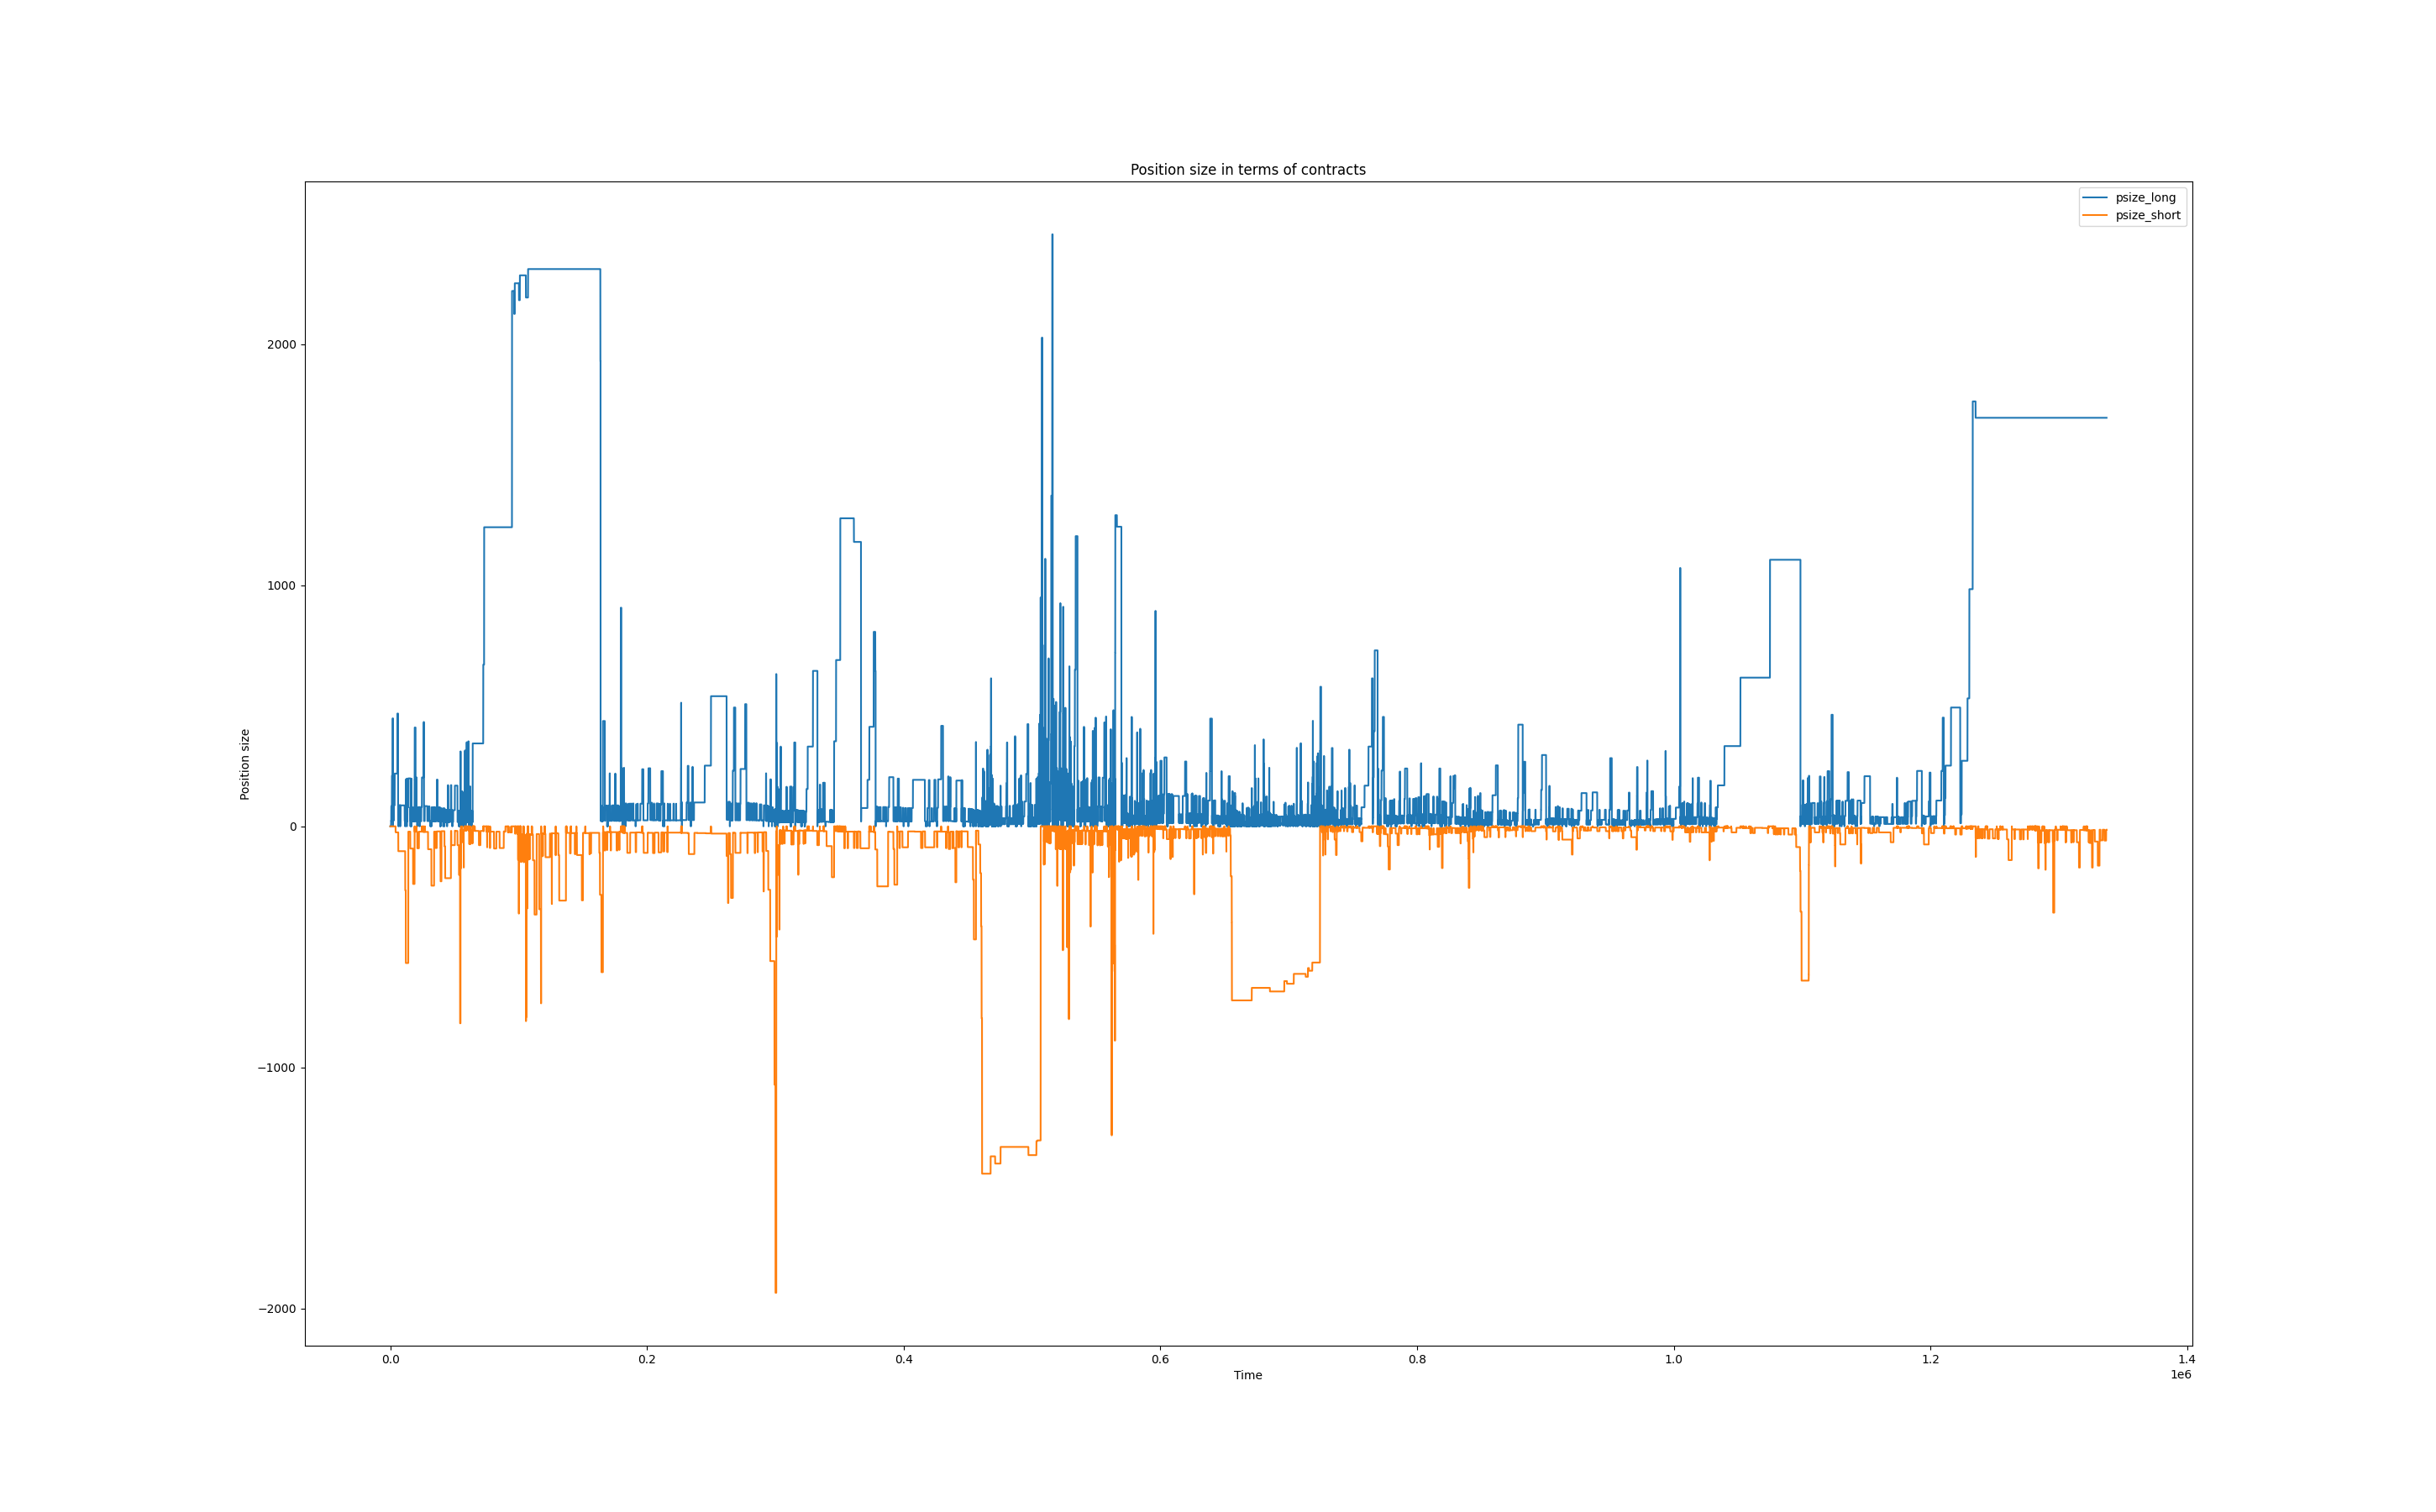 Position size in terms of contracts
psize_long
psize_short
Position size
2000
1000
0
−1000
−2000
0.0
0.2
0.4
0.6
0.8
1.0
1.2
1.4
Time
1e6